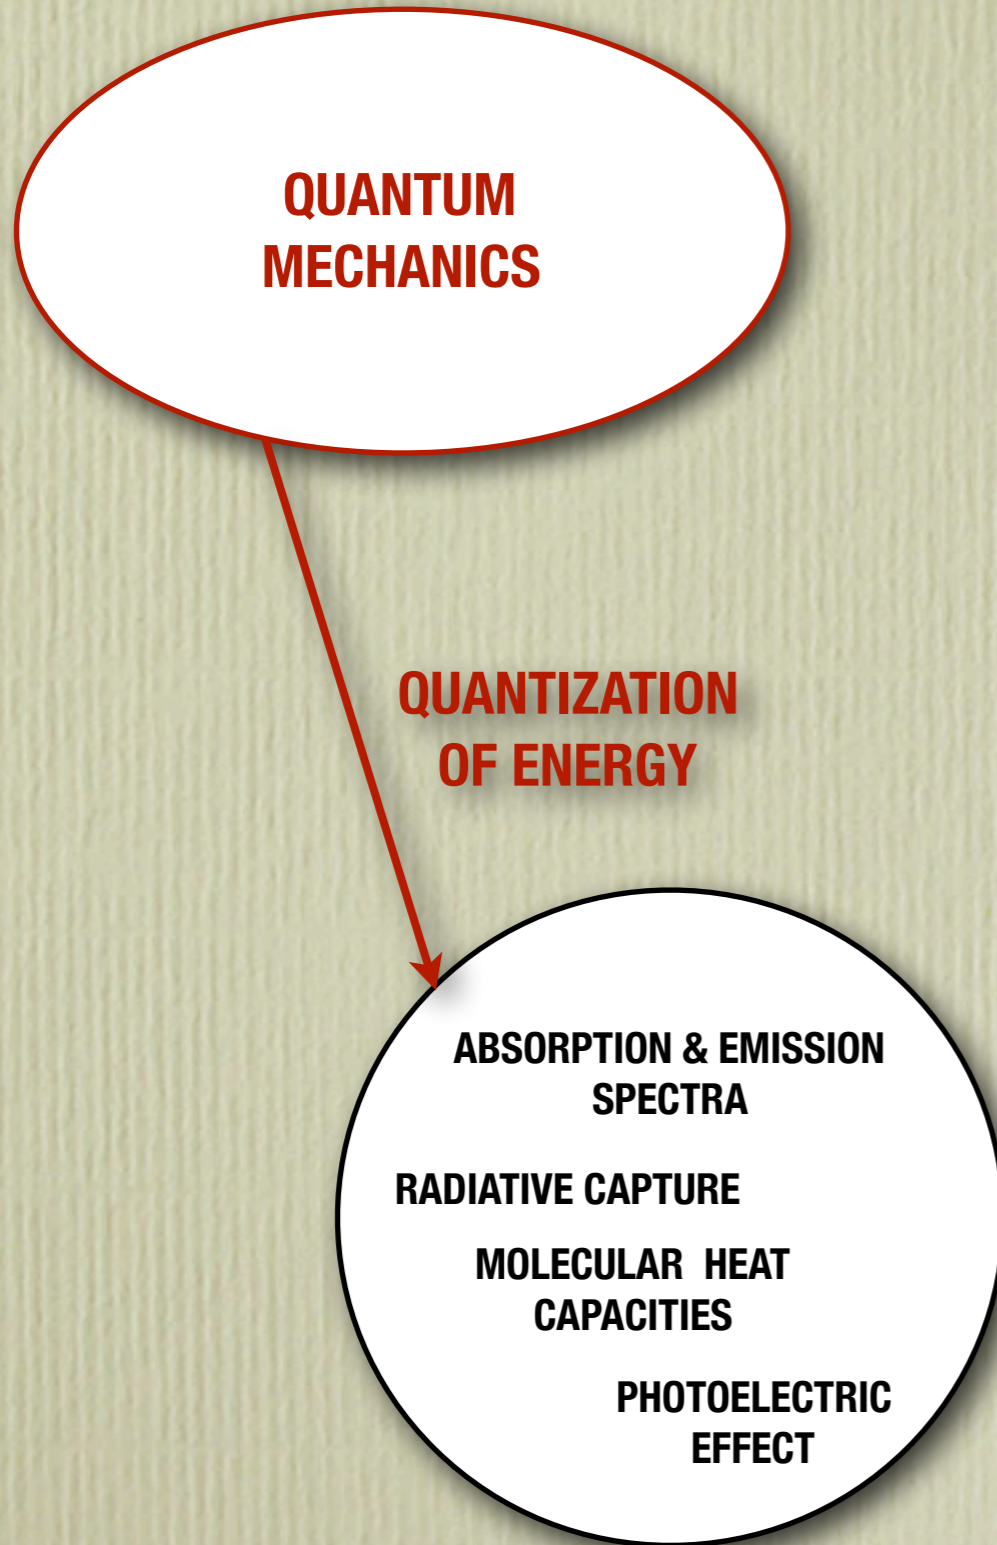 QUANTUM
MECHANICS
QUANTIZATION
OF ENERGY
ABSORPTION & EMISSION
SPECTRA
RADIATIVE CAPTURE
MOLECULAR HEAT
CAPACITIES
PHOTOELECTRIC
EFFECT